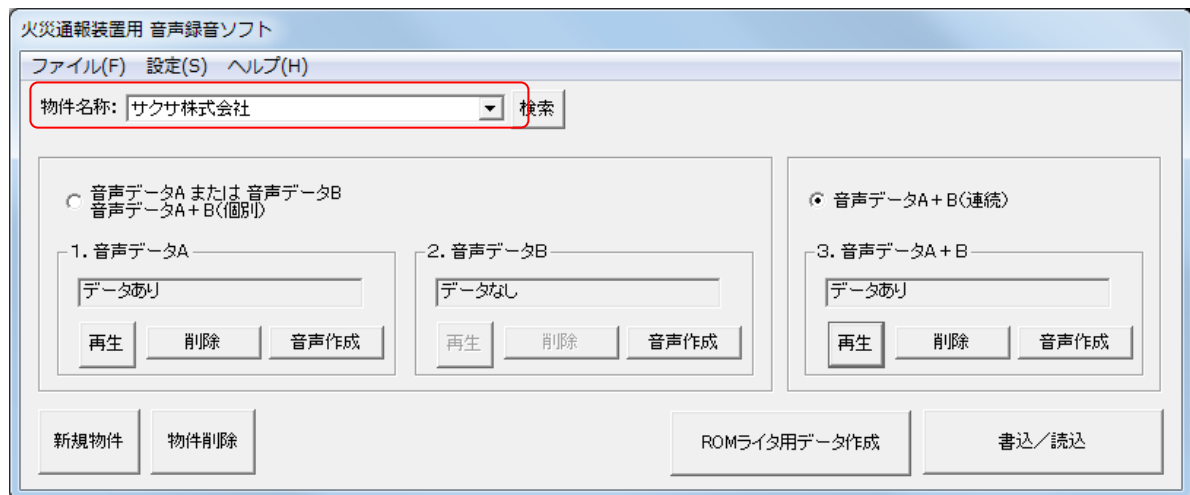 火災通報装置用 音声録音ソフト
ファイル(F) 設定(S) ヘルプ(H)
物件名称: サクサ株式会社 検索
音声データA または 音声データB
音声データA+B(個別)
音声データA+B(連続)
1. 音声データA
2. 音声データB
3. 音声データA+B
データあり
データなし
データあり
再生 削除 音声作成
再生 削除 音声作成
再生 削除 音声作成
新規物件 物件削除 ROMライタ用データ作成 書込/読込